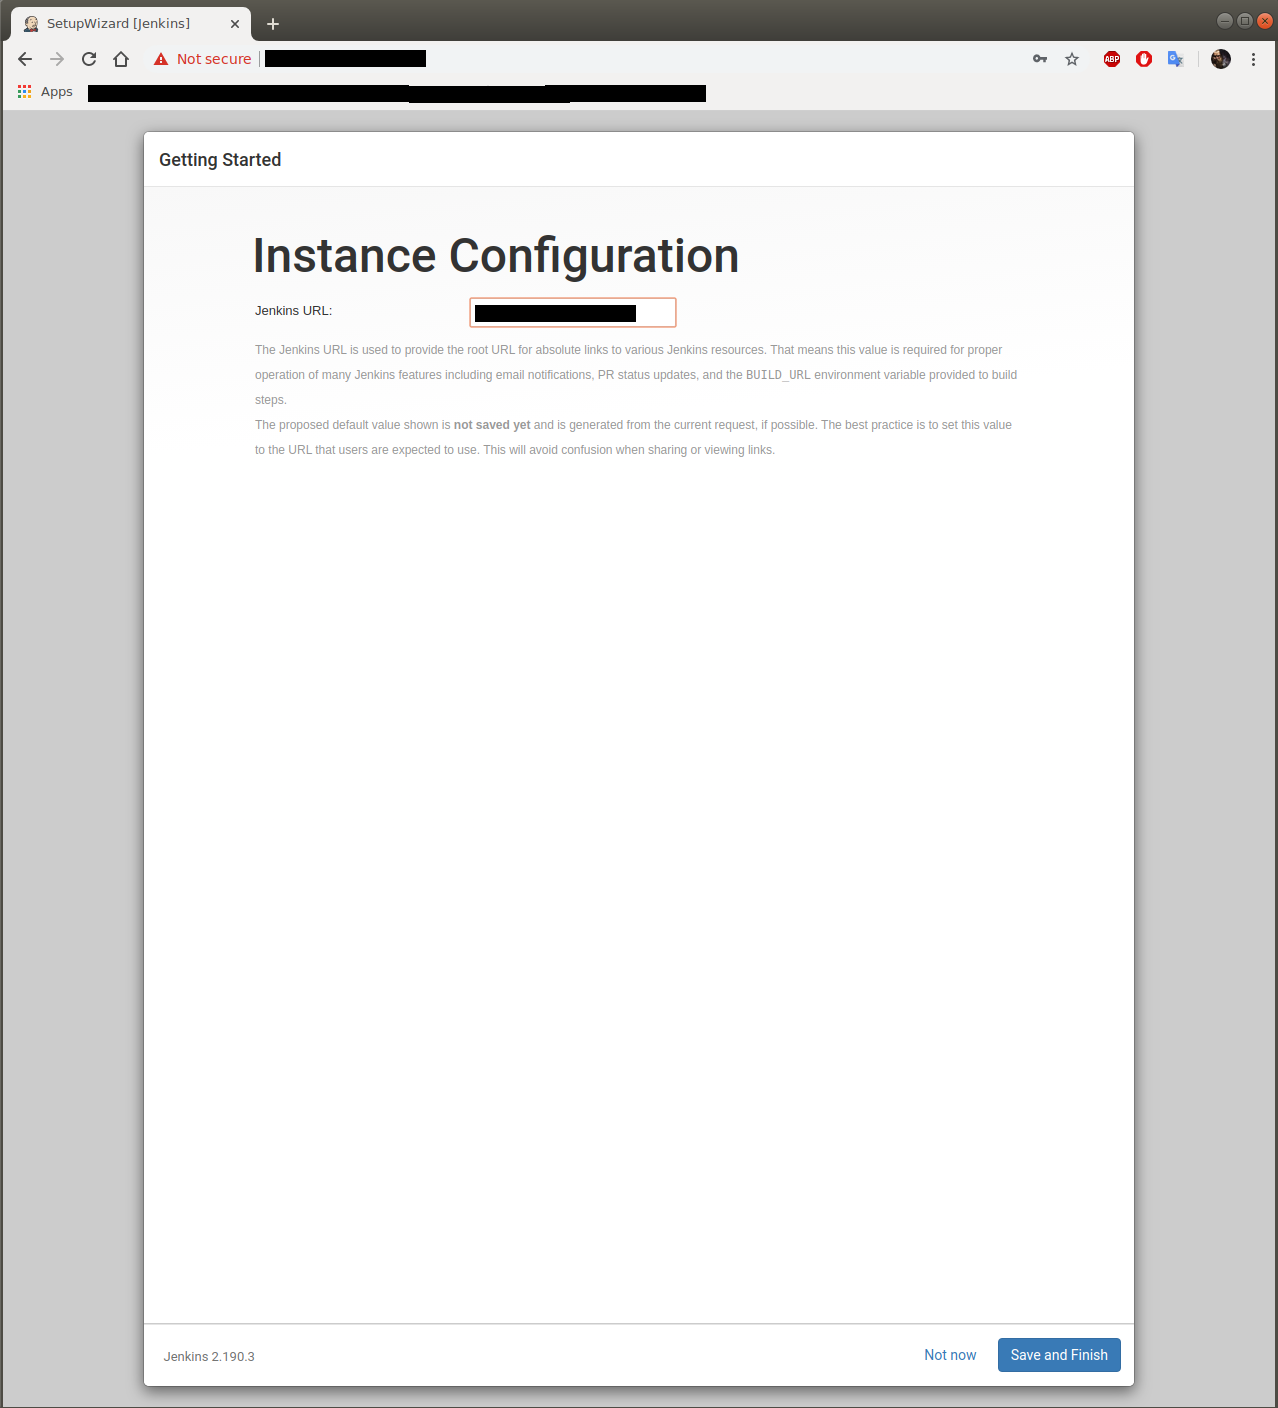 SetupWizard [Jenkins]
Not secure
ABP
Apps
Getting Started
Instance Configuration
Jenkins URL:
The Jenkins URL is used to provide the root URL for absolute links to various Jenkins resources. That means this value is required for proper
operation of many Jenkins features including email notifications, PR status updates, and the BUILD_URL environment variable provided to build
steps.
The proposed default value shown is not saved yet and is generated from the current request, if possible. The best practice is to set this value
to the URL that users are expected to use. This will avoid confusion when sharing or viewing links.
Jenkins 2.190.3
Not now
Save and Finish